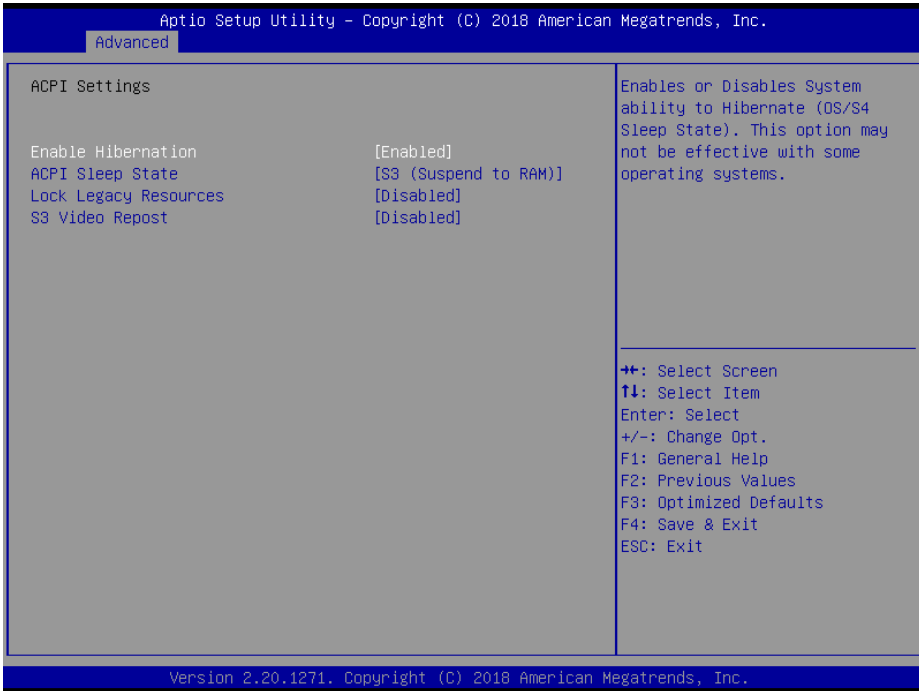 Aptio Setup Utility – Copyright (C) 2018 American Megatrends, Inc.
Advanced
ACPI Settings
Enable Hibernation [Enabled]
ACPI Sleep State [S3 (Suspend to RAM)]
Lock Legacy Resources [Disabled]
S3 Video Repost [Disabled]
Enables or Disables System
ability to Hibernate (OS/S4
Sleep State). This option may
not be effective with some
operating systems.
→←: Select Screen
↑↓: Select Item
Enter: Select
+/-: Change Opt.
F1: General Help
F2: Previous Values
F3: Optimized Defaults
F4: Save & Exit
ESC: Exit
Version 2.20.1271. Copyright (C) 2018 American Megatrends, Inc.